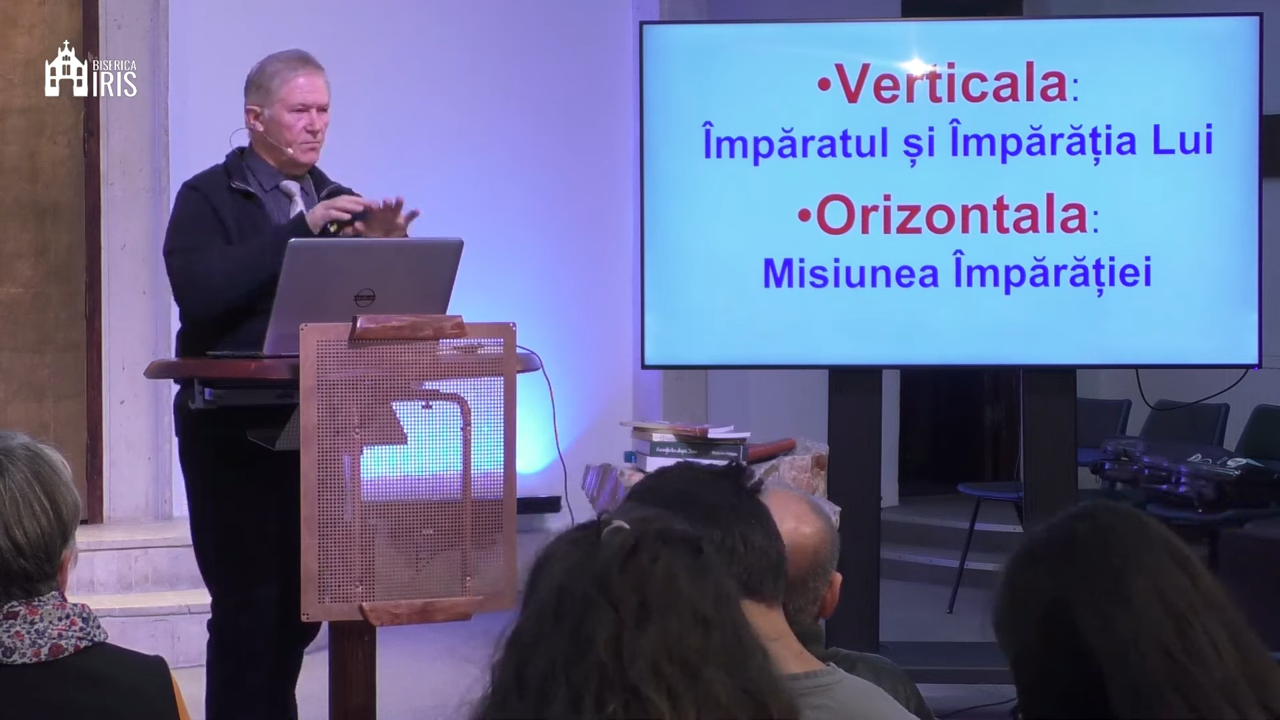 BISERICA
IRIS
•Verticala:
Împăratul și Împărăția Lui
•Orizontala:
Misiunea Împărăției